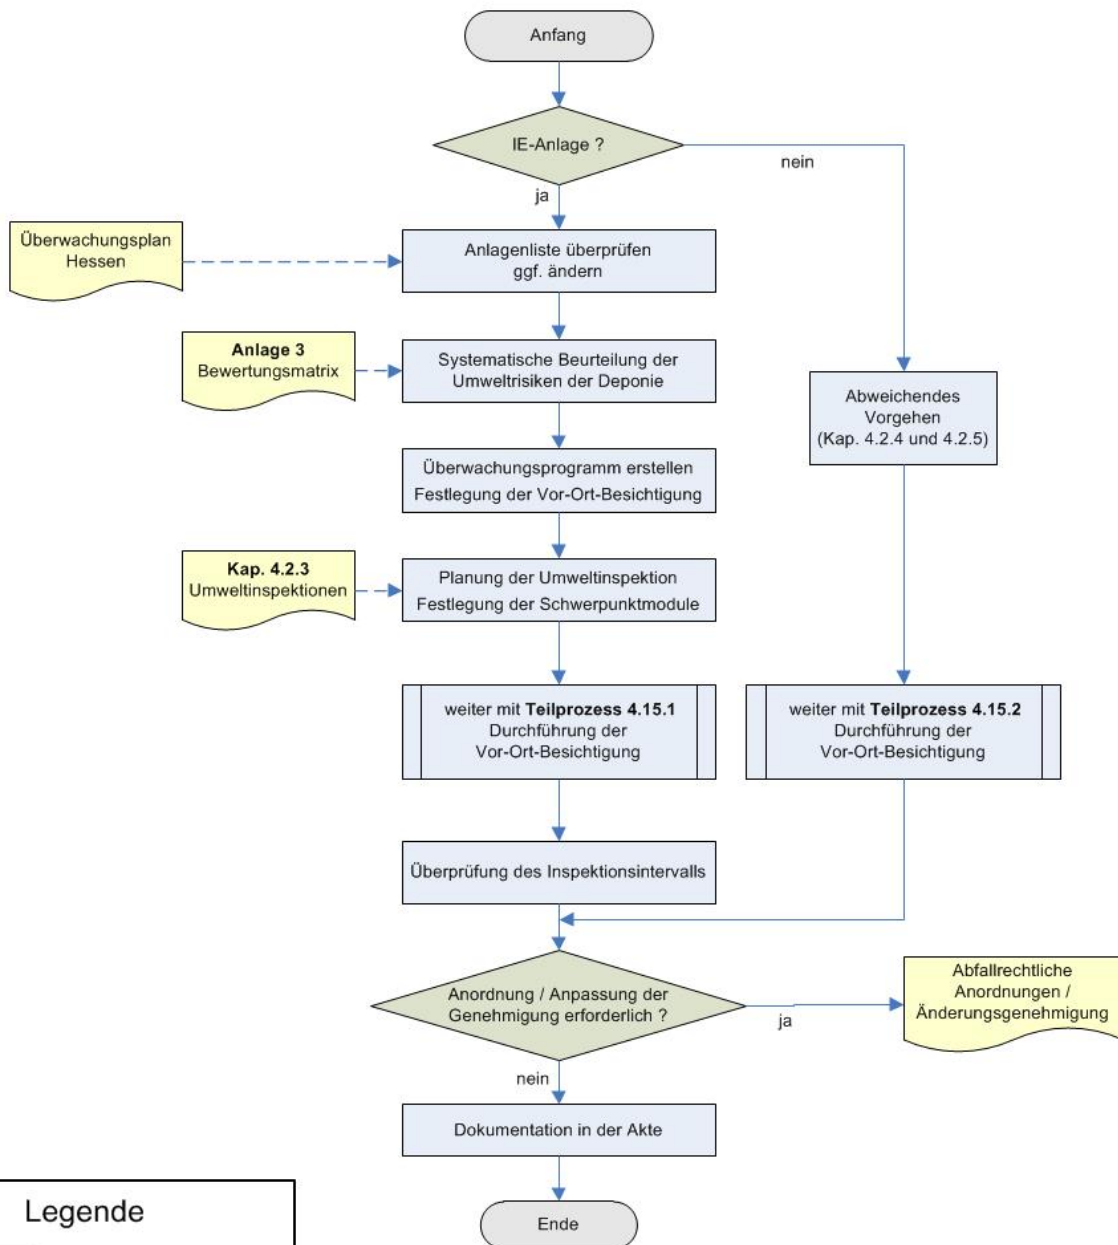 Anfang
IE-Anlage ?
nein
ja
Überwachungsplan
Hessen
Anlagenliste überprüfen
ggf. ändern
Anlage 3
Bewertungsmatrix
Systematische Beurteilung der
Umweltrisiken der Deponie
Abweichendes
Vorgehen
(Kap. 4.2.4 und 4.2.5)
Überwachungsprogramm erstellen
Festlegung der Vor-Ort-Besichtigung
Kap. 4.2.3
Umweltinspektionen
Planung der Umweltinspektion
Festlegung der Schwerpunktmodule
weiter mit Teilprozess 4.15.1
Durchführung der
Vor-Ort-Besichtigung
weiter mit Teilprozess 4.15.2
Durchführung der
Vor-Ort-Besichtigung
Überprüfung des Inspektionsintervalls
Anordnung / Anpassung der
Genehmigung erforderlich ?
ja
Abfallrechtliche
Anordnungen /
Änderungsgenehmigung
nein
Dokumentation in der Akte
Legende
Ende